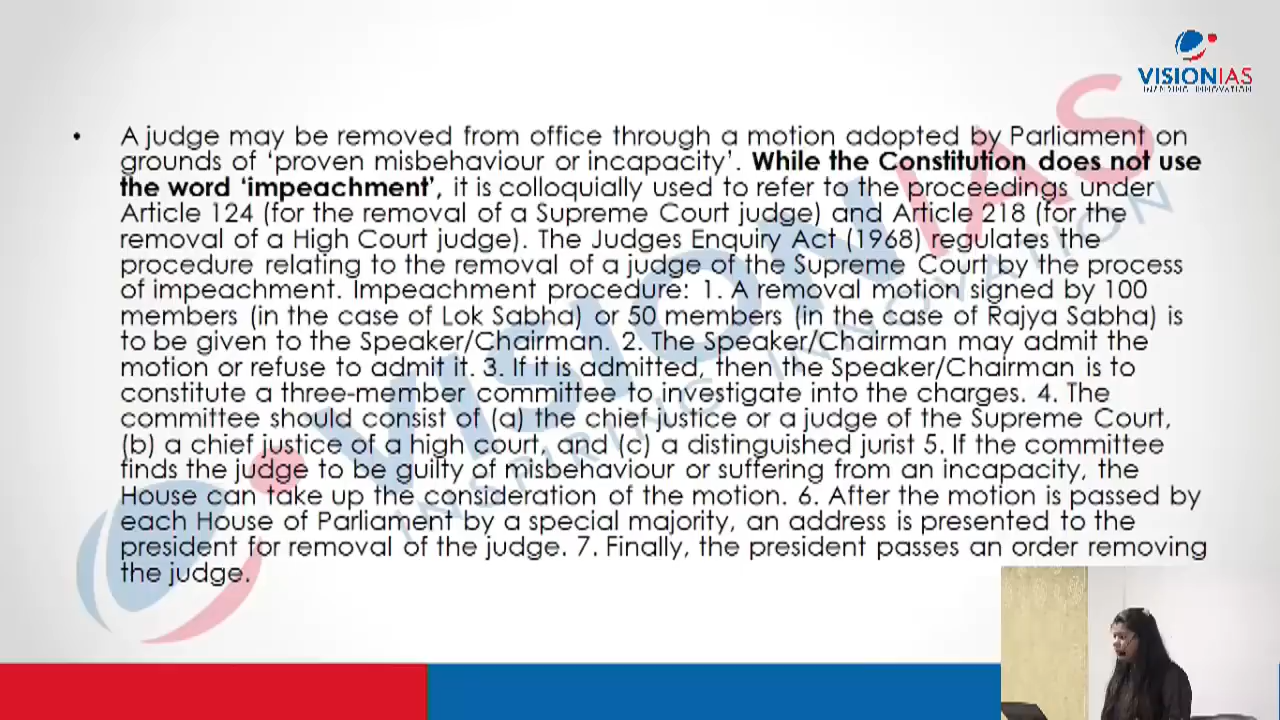 VISIONIAS
INSPIRING INNOVATION
• A judge may be removed from office through a motion adopted by Parliament on
grounds of ‘proven misbehaviour or incapacity’. While the Constitution does not use
the word ‘impeachment’, it is colloquially used to refer to the proceedings under
Article 124 (for the removal of a Supreme Court judge) and Article 218 (for the
removal of a High Court judge). The Judges Enquiry Act (1968) regulates the
procedure relating to the removal of a judge of the Supreme Court by the process
of impeachment. Impeachment procedure: 1. A removal motion signed by 100
members (in the case of Lok Sabha) or 50 members (in the case of Rajya Sabha) is
to be given to the Speaker/Chairman. 2. The Speaker/Chairman may admit the
motion or refuse to admit it. 3. If it is admitted, then the Speaker/Chairman is to
constitute a three-member committee to investigate into the charges. 4. The
committee should consist of (a) the chief justice or a judge of the Supreme Court,
(b) a chief justice of a high court, and (c) a distinguished jurist 5. If the committee
finds the judge to be guilty of misbehaviour or suffering from an incapacity, the
House can take up the consideration of the motion. 6. After the motion is passed by
each House of Parliament by a special majority, an address is presented to the
president for removal of the judge. 7. Finally, the president passes an order removing
the judge.
VISIONIAS
INSPIRING INNOVATION